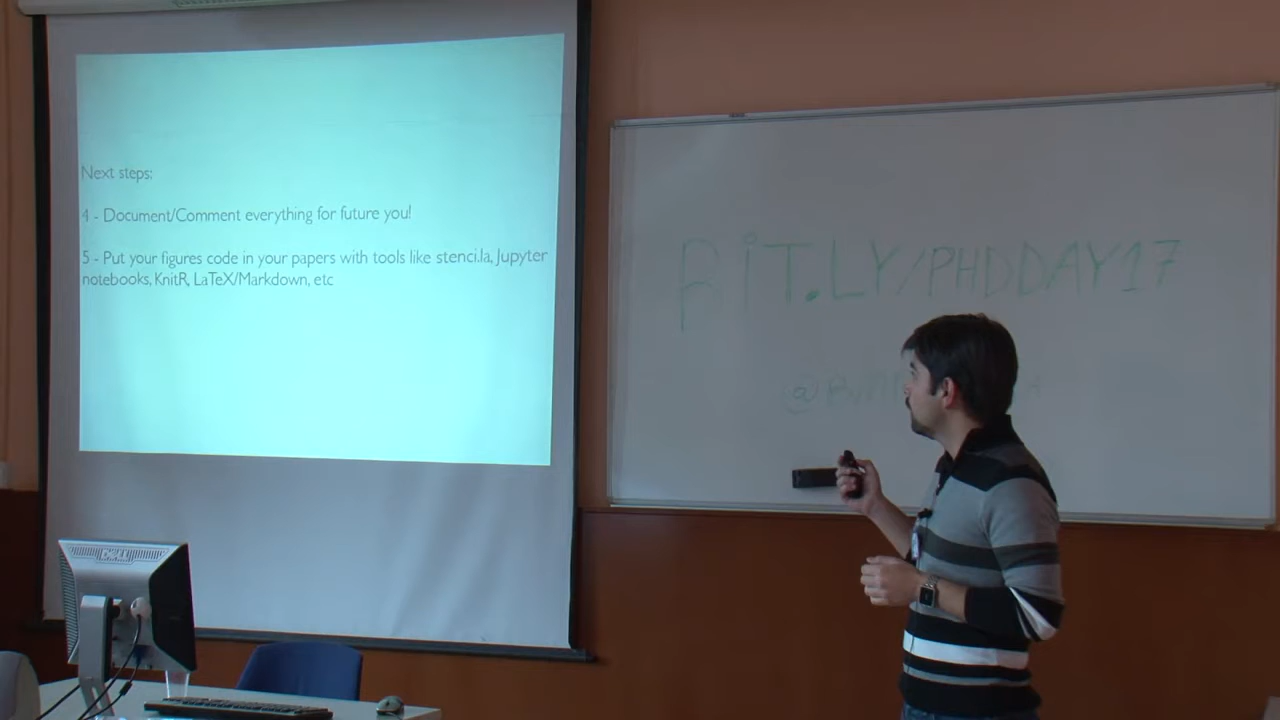 Next steps:
4 - Document/Comment everything for future you!
5 - Put your figures code in your papers with tools like stenci.la, Jupyter
notebooks, KnitR, LaTeX/Markdown, etc
BIT.LY/PHDDAY17
DELL